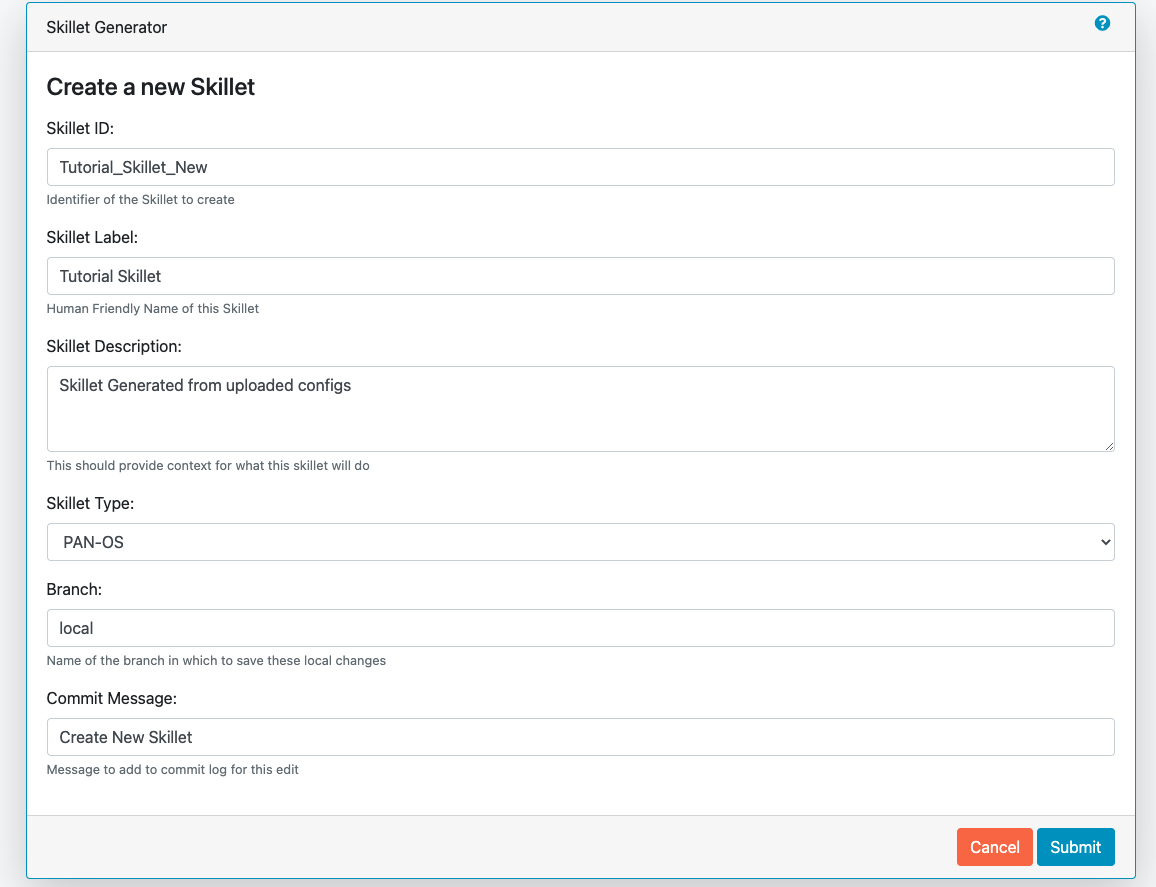 Skillet Generator
?
Create a new Skillet
Skillet ID:
Tutorial_Skillet_New
Identifier of the Skillet to create
Skillet Label:
Tutorial Skillet
Human Friendly Name of this Skillet
Skillet Description:
Skillet Generated from uploaded configs
This should provide context for what this skillet will do
Skillet Type:
PAN-OS
Branch:
local
Name of the branch in which to save these local changes
Commit Message:
Create New Skillet
Message to add to commit log for this edit
Cancel Submit